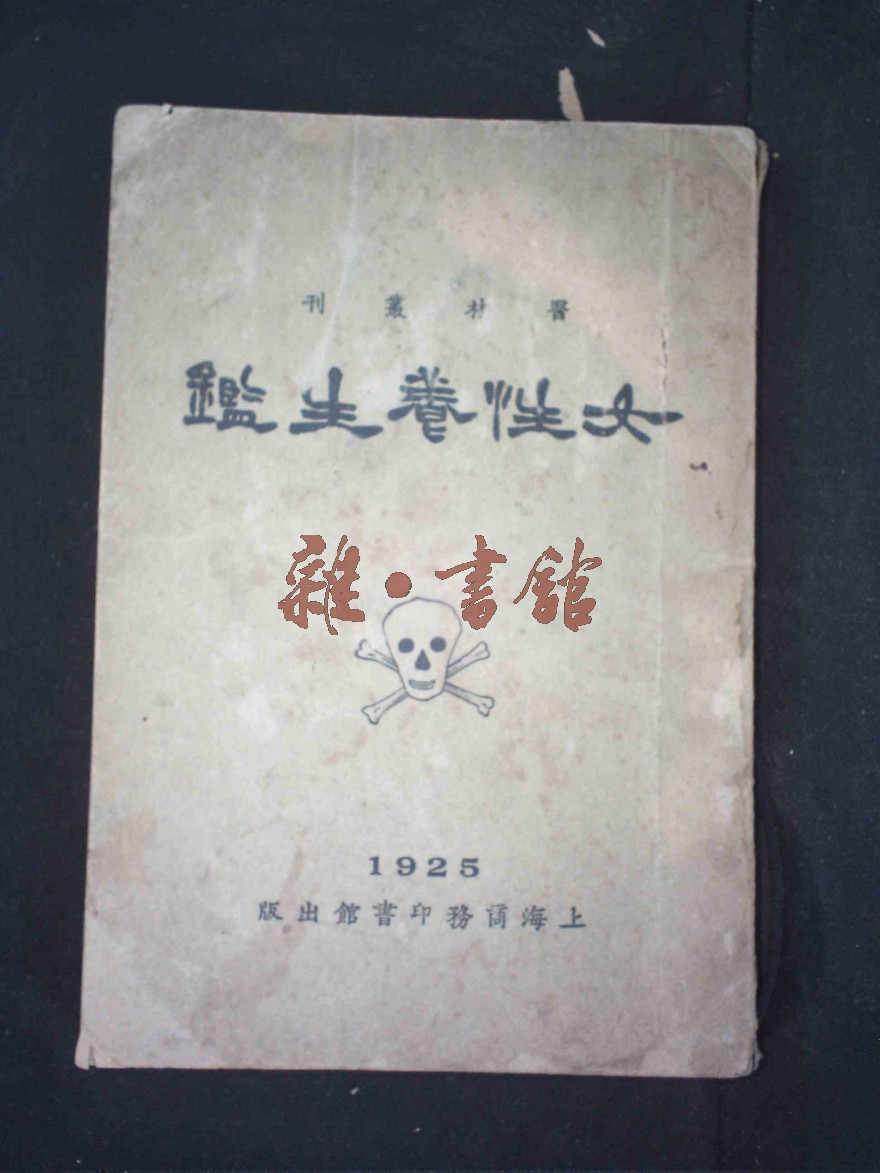 醫村叢刊
女性養生鑑
雜·書館
1925
上海商務印書館出版